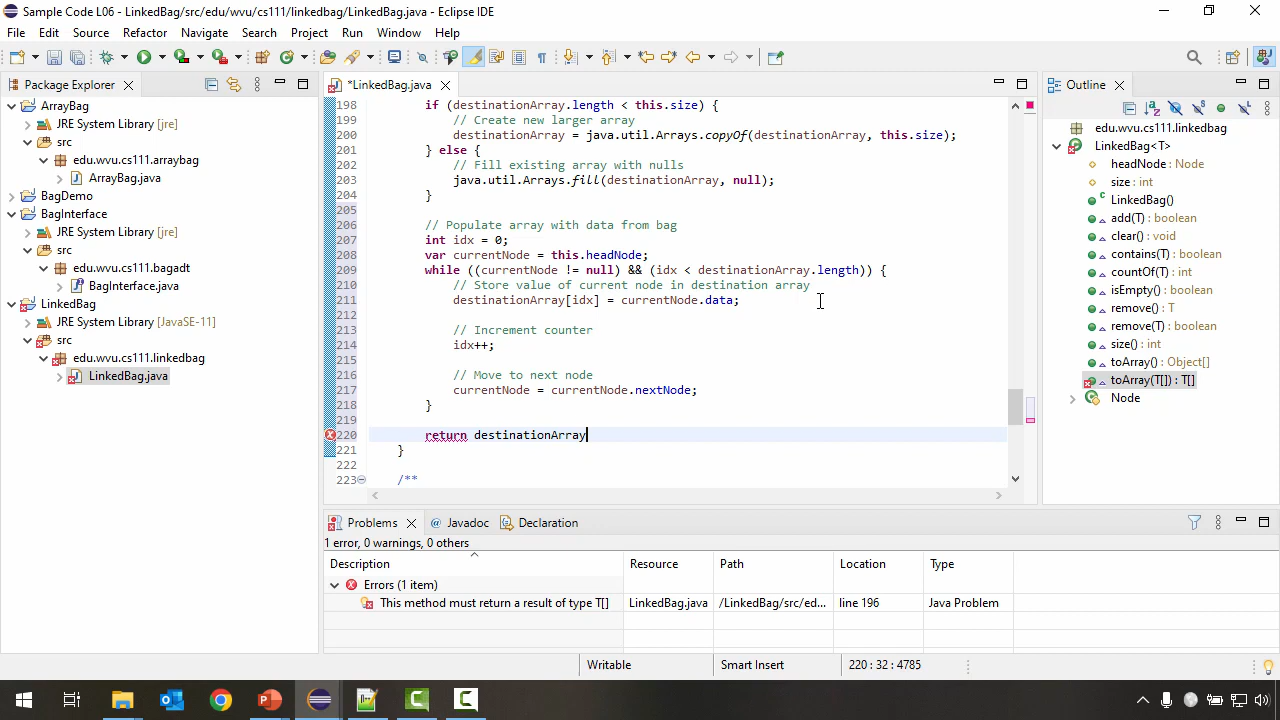 Sample Code L06 - LinkedBag/src/edu/wvu/cs111/linkedbag/LinkedBag.java - Eclipse IDE
File Edit Source Refactor Navigate Search Project Run Window Help
Package Explorer
ArrayBag
JRE System Library [jre]
src
edu.wvu.cs111.arraybag
ArrayBag.java
BagDemo
BagInterface
JRE System Library [jre]
src
edu.wvu.cs111.bagadt
BagInterface.java
LinkedBag
JRE System Library [JavaSE-11]
src
edu.wvu.cs111.linkedbag
LinkedBag.java
*LinkedBag.java
198 if (destinationArray.length < this.size) {
199 // Create new larger array
200 destinationArray = java.util.Arrays.copyOf(destinationArray, this.size);
201 } else {
202 // Fill existing array with nulls
203 java.util.Arrays.fill(destinationArray, null);
204 }
205
206 // Populate array with data from bag
207 int idx = 0;
208 var currentNode = this.headNode;
209 while ((currentNode != null) && (idx < destinationArray.length)) {
210 // Store value of current node in destination array
211 destinationArray[idx] = currentNode.data;
212
213 // Increment counter
214 idx++;
215
216 // Move to next node
217 currentNode = currentNode.nextNode;
218 }
219
220 return destinationArray
221 }
222
223 /**
Outline
edu.wvu.cs111.linkedbag
LinkedBag<T>
headNode : Node
size : int
LinkedBag()
add(T) : boolean
clear() : void
contains(T) : boolean
countOf(T) : int
isEmpty() : boolean
remove() : T
remove(T) : boolean
size() : int
toArray() : Object[]
toArray(T[]) : T[]
Node
Problems @ Javadoc Declaration
1 error, 0 warnings, 0 others
Description Resource Path Location Type
Errors (1 item)
This method must return a result of type T[] LinkedBag.java /LinkedBag/src/ed... line 196 Java Problem
Writable Smart Insert 220 : 32 : 4785